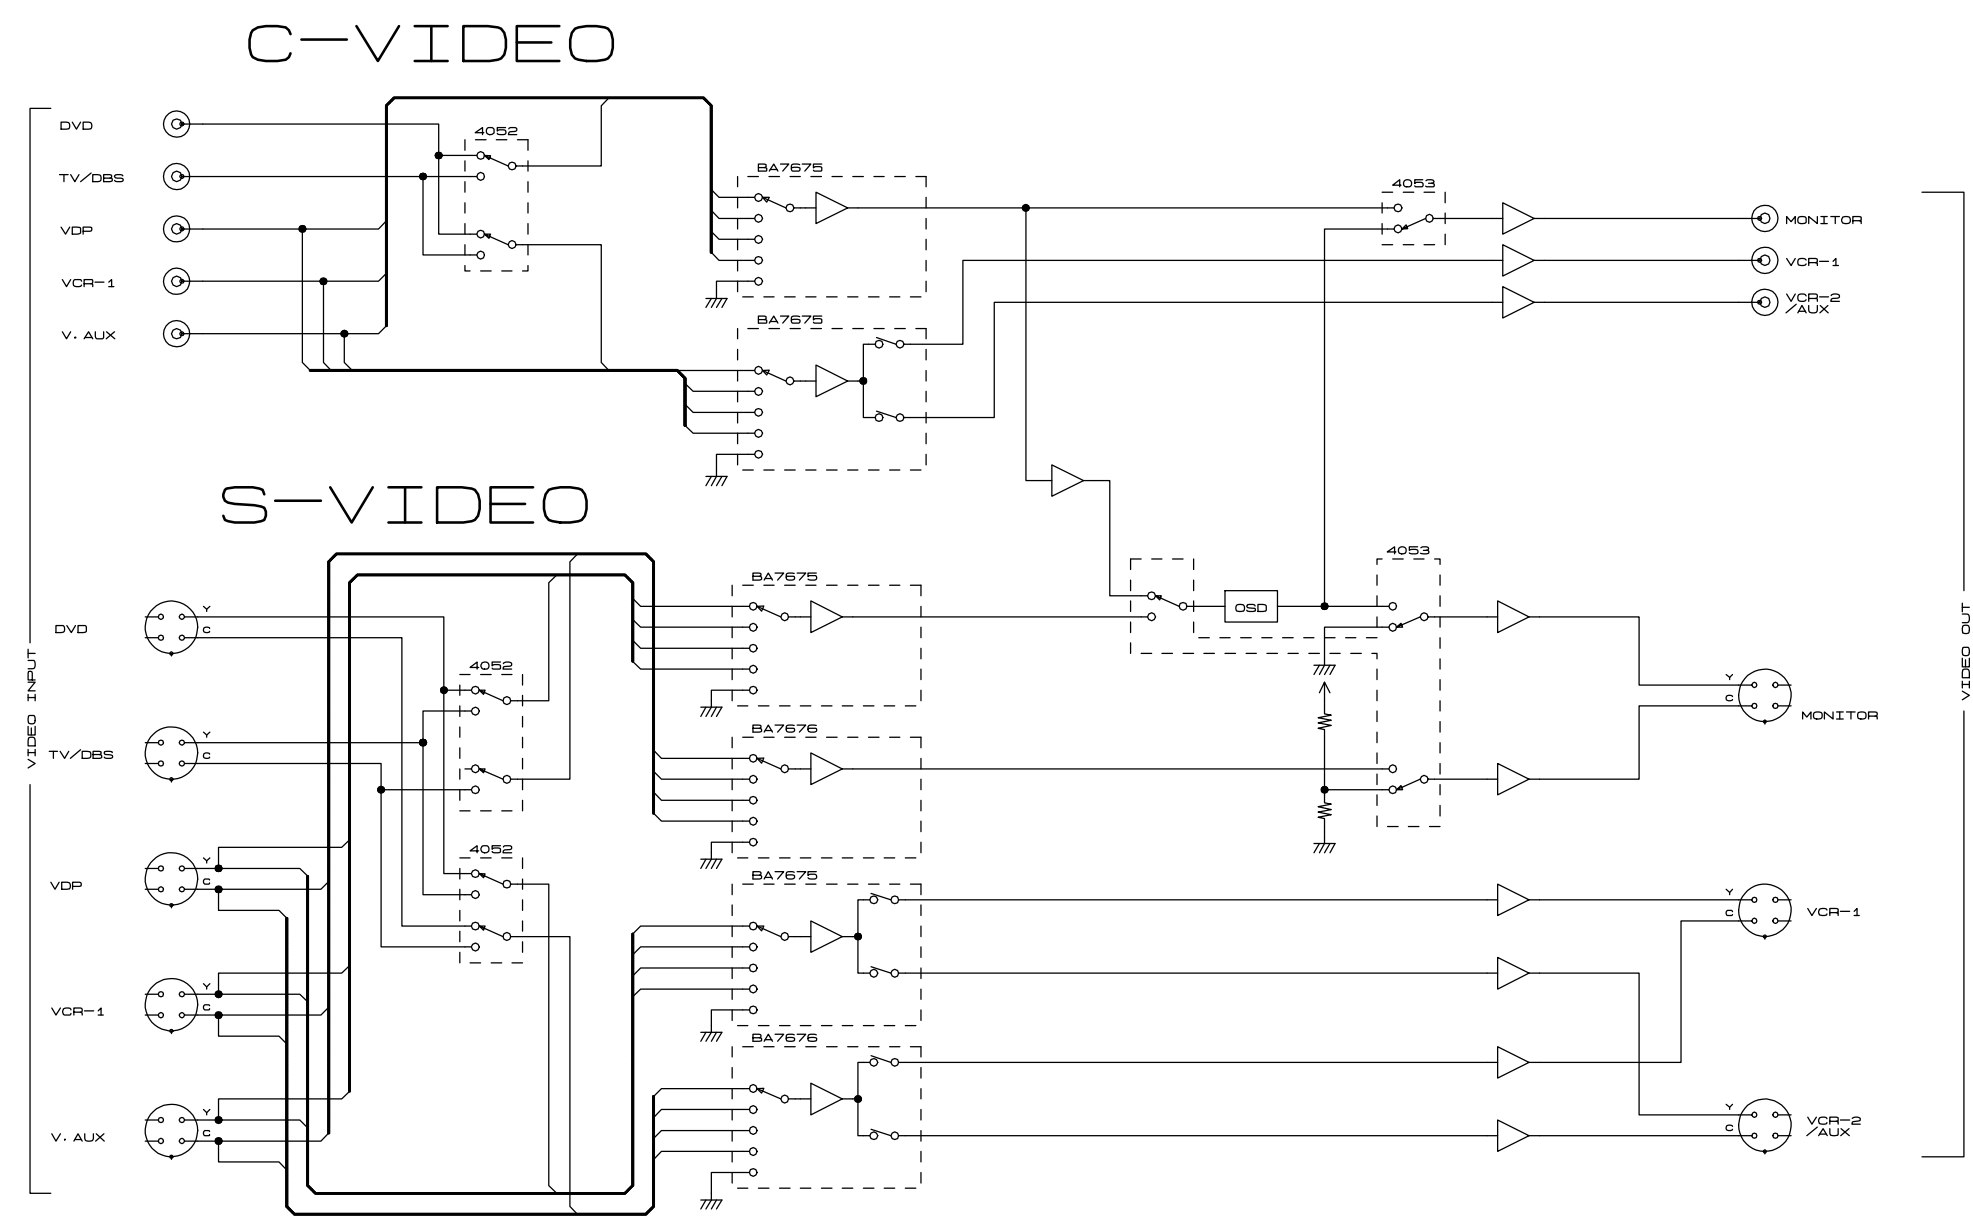 C-VIDEO
DVD
4052
TV/DBS
BA7675
4053
MONITOR
VDP
VCR-1
VCR-1
VCR-2
/AUX
BA7675
V. AUX
S-VIDEO
VIDEO INPUT
VIDEO OUT
4053
BA7675
Y
C
DVD
OSD
4052
Y
C
MONITOR
BA7676
Y
C
TV/DBS
4052
Y
C
VDP
BA7675
Y
C
VCR-1
Y
C
VCR-1
BA7676
Y
C
V. AUX
Y
C
VCR-2
/AUX